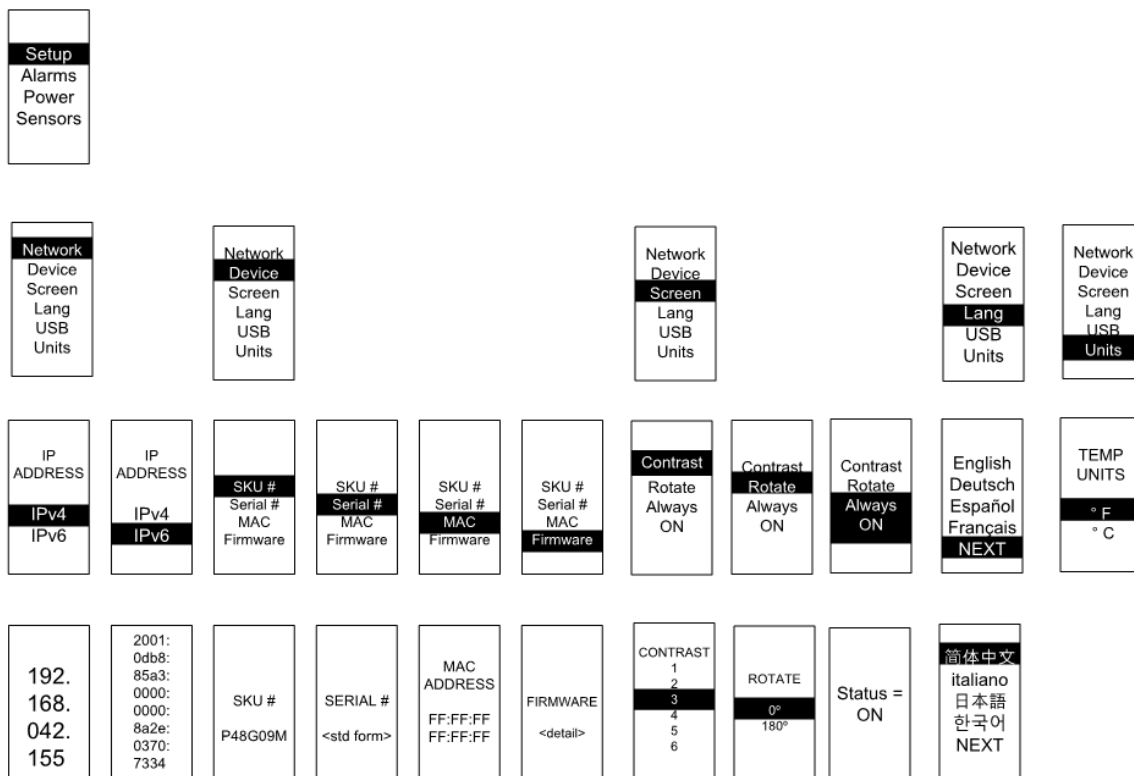 Setup
Alarms
Power
Sensors
Network
Device
Screen
Lang
USB
Units
Network
Device
Screen
Lang
USB
Units
Network
Device
Screen
Lang
USB
Units
Network
Device
Screen
Lang
USB
Units
Network
Device
Screen
Lang
USB
Units
IP
ADDRESS
IPv4
IPv6
IP
ADDRESS
IPv4
IPv6
SKU #
Serial #
MAC
Firmware
SKU #
Serial #
MAC
Firmware
SKU #
Serial #
MAC
Firmware
SKU #
Serial #
MAC
Firmware
Contrast
Rotate
Always
ON
Contrast
Rotate
Always
ON
Contrast
Rotate
Always
ON
English
Deutsch
Español
Français
NEXT
TEMP
UNITS
° F
° C
192.
168.
042.
155
2001:
0db8:
85a3:
0000:
0000:
8a2e:
0370:
7334
SKU #
P48G09M
SERIAL #
<std form>
MAC
ADDRESS
FF:FF:FF
FF:FF:FF
FIRMWARE
<detail>
CONTRAST
1
2
3
4
5
6
ROTATE
0º
180º
Status =
ON
简体中文
italiano
日本語
한국어
NEXT